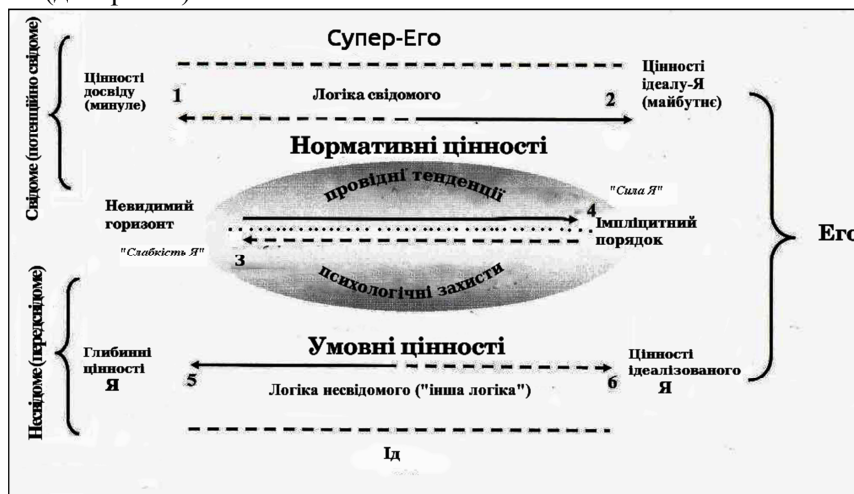 Супер-Его
Цінності
досвіду
(минуле)
1
Логіка свідомого
2
Цінності
ідеалу-Я
(майбутнє)
Свідоме (потенційно свідоме)
Нормативні цінності
провідні тенденції
"Сила Я"
Невидимий
горизонт
4
Імпліцитний
порядок
Его
"Слабкість Я"
3
психологічні захисти
Несвідоме (передсвідоме)
Умовні цінності
Глибинні
цінності
Я
5
Логіка несвідомого ("інша логіка")
6
Цінності
ідеалізованого
Я
Ід